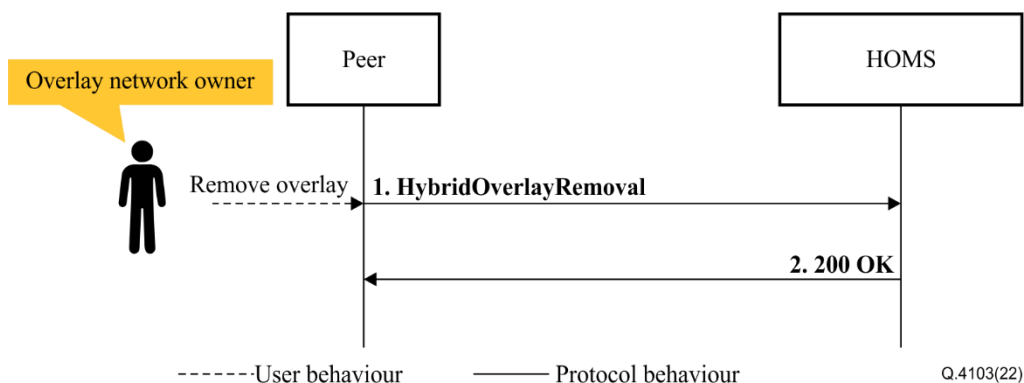 Peer
HOMS
Overlay network owner
Remove overlay
1. HybridOverlayRemoval
2. 200 OK
User behaviour
Protocol behaviour
Q.4103(22)